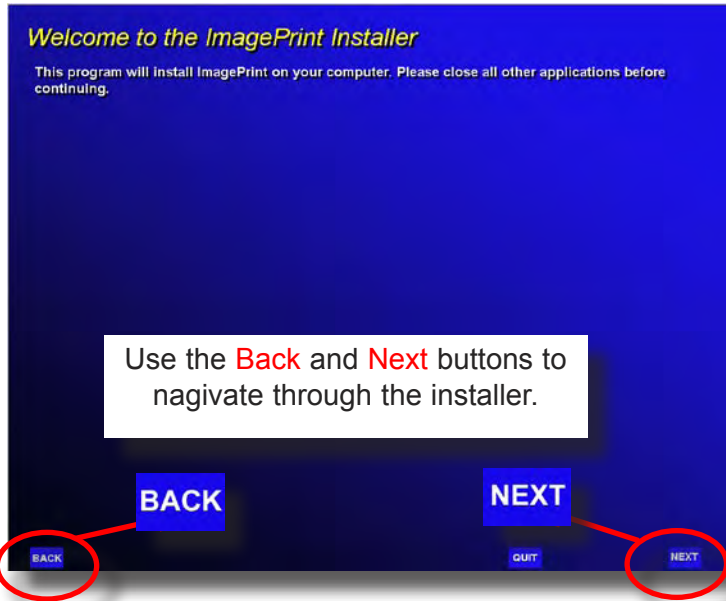 Welcome to the ImagePrint Installer
This program will install ImagePrint on your computer. Please close all other applications before
continuing.
Use the Back and Next buttons to
nagivate through the installer.
BACK
NEXT
BACK
QUIT
NEXT